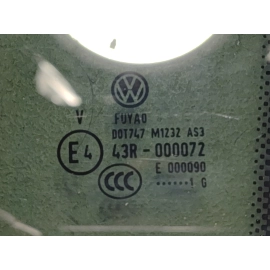 V FUYAO
DOT747 M1232 AS3
E4 43R-000072
E 000090
CCC ······1 G